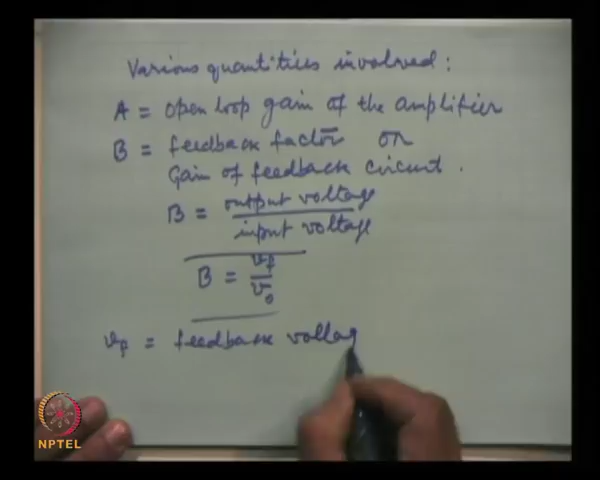 Various quantities involved:
A = open loop gain of the amplifier
B = feedback factor or
Gain of feedback circuit.
B = output voltage / input voltage
B = vf / vo
vf = feedback voltag
NPTEL